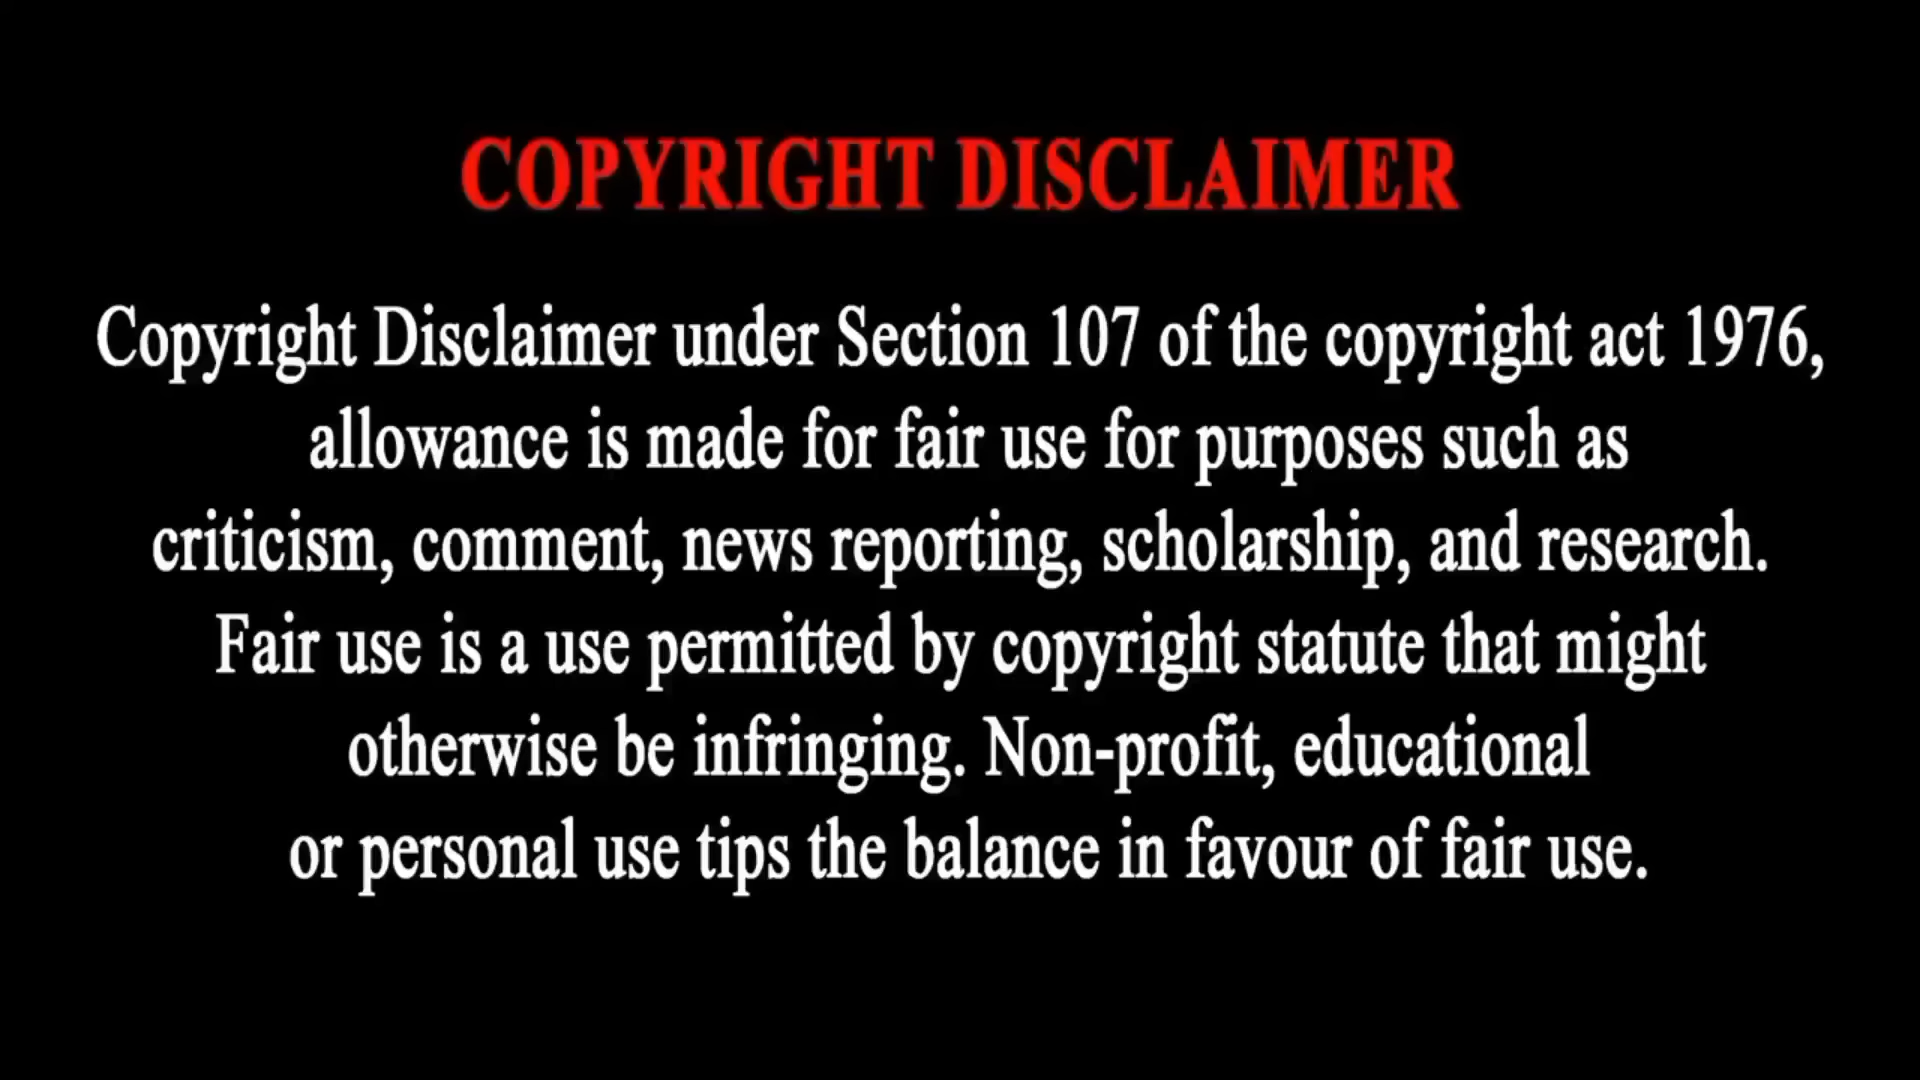 COPYRIGHT DISCLAIMER
Copyright Disclaimer under Section 107 of the copyright act 1976,
allowance is made for fair use for purposes such as
criticism, comment, news reporting, scholarship, and research.
Fair use is a use permitted by copyright statute that might
otherwise be infringing. Non-profit, educational
or personal use tips the balance in favour of fair use.